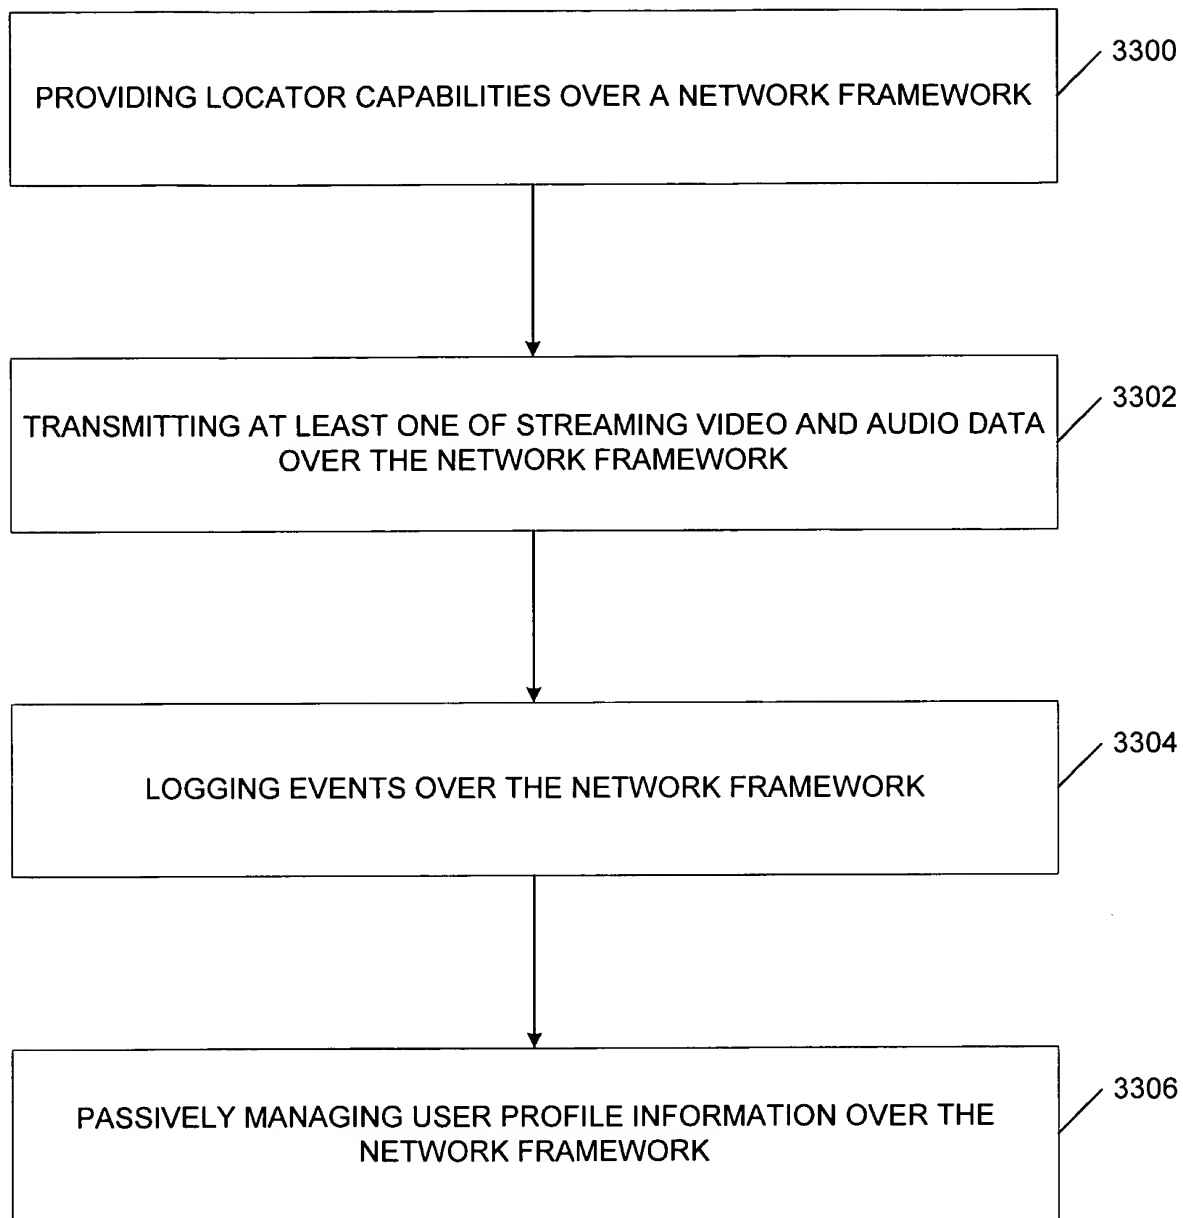 PROVIDING LOCATOR CAPABILITIES OVER A NETWORK FRAMEWORK
3300
TRANSMITTING AT LEAST ONE OF STREAMING VIDEO AND AUDIO DATA
OVER THE NETWORK FRAMEWORK
3302
LOGGING EVENTS OVER THE NETWORK FRAMEWORK
3304
PASSIVELY MANAGING USER PROFILE INFORMATION OVER THE
NETWORK FRAMEWORK
3306